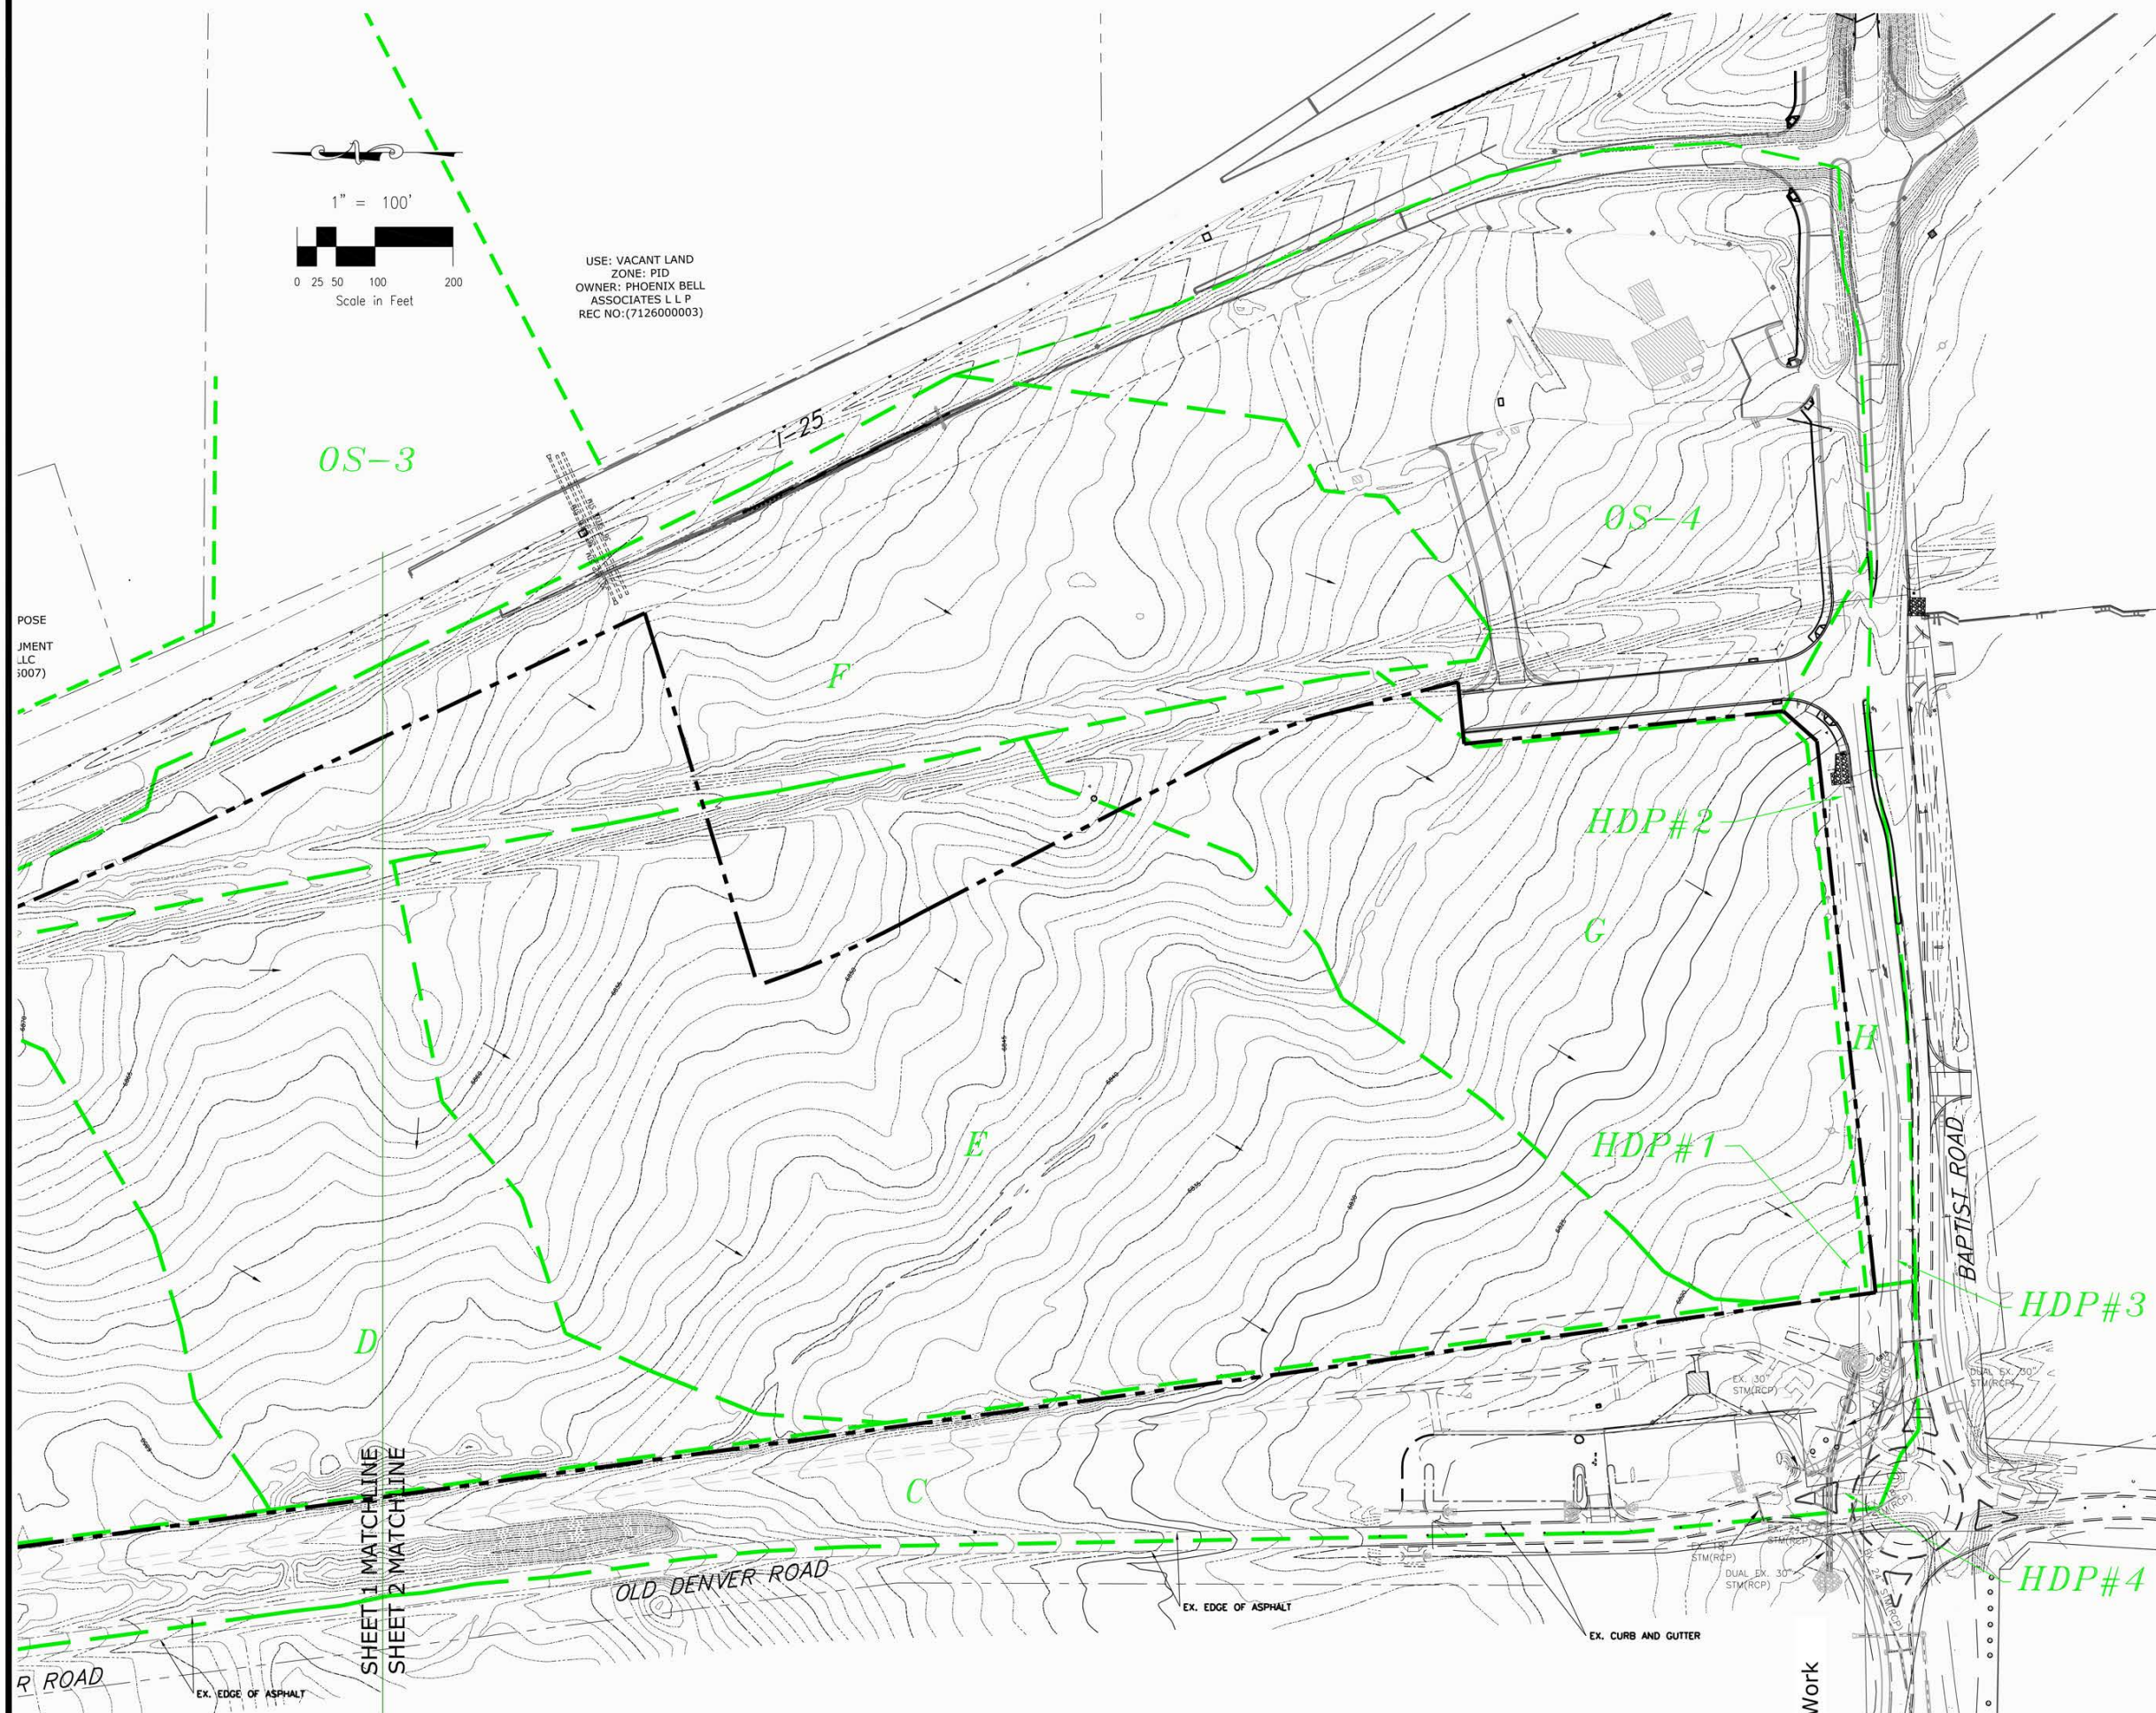 1" = 100'
0 25 50 100 200
Scale in Feet
USE: VACANT LAND
ZONE: PID
OWNER: PHOENIX BELL
ASSOCIATES L L P
REC NO:(7126000003)
I-25
OS-3
OS-4
POSE
UMENT
LLC
5007)
F
HDP#2
G
H
E
HDP#1
BAPTIST ROAD
HDP#3
D
C
EX. 30"
STM(RCP)
DUAL EX. 30"
STM(RCP)
STM(RCP)
DUAL EX. 30"
STM(RCP)
HDP#4
SHEET 1 MATCHLINE
SHEET 2 MATCHLINE
OLD DENVER ROAD
EX. EDGE OF ASPHALT
EX. CURB AND GUTTER
R ROAD
EX. EDGE OF ASPHALT
Work